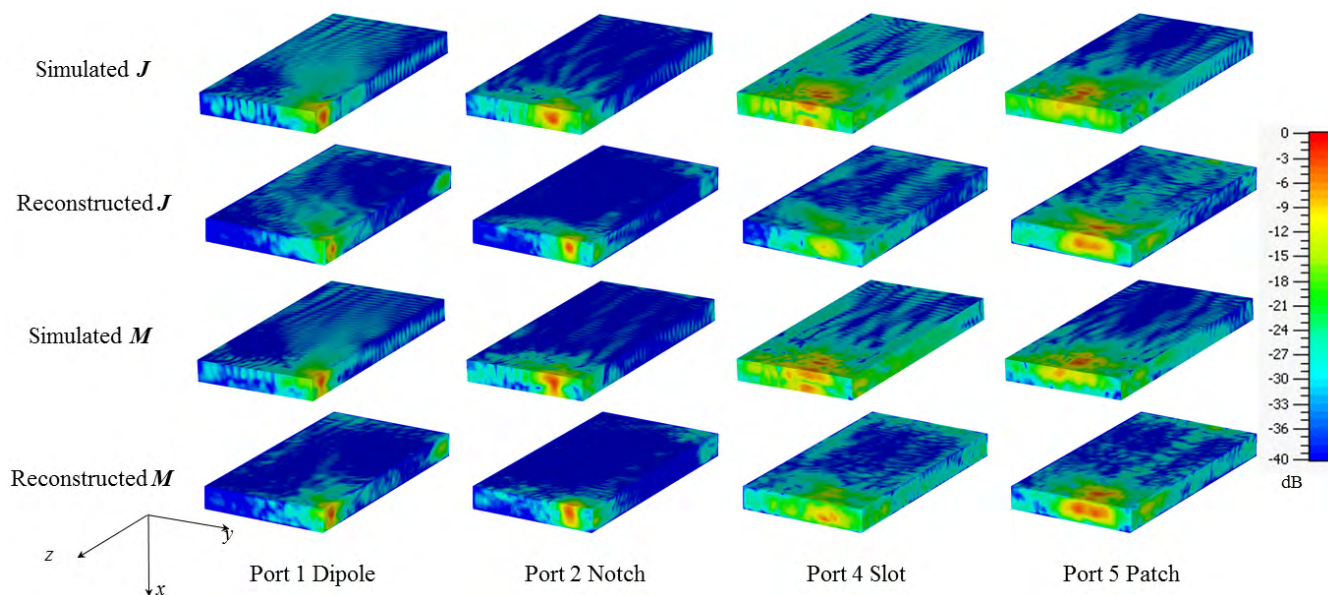 Simulated J
Reconstructed J
Simulated M
Reconstructed M
0
-3
-6
-9
-12
-15
-18
-21
-24
-27
-30
-33
-36
-40
dB
z
y
x
Port 1 Dipole
Port 2 Notch
Port 4 Slot
Port 5 Patch